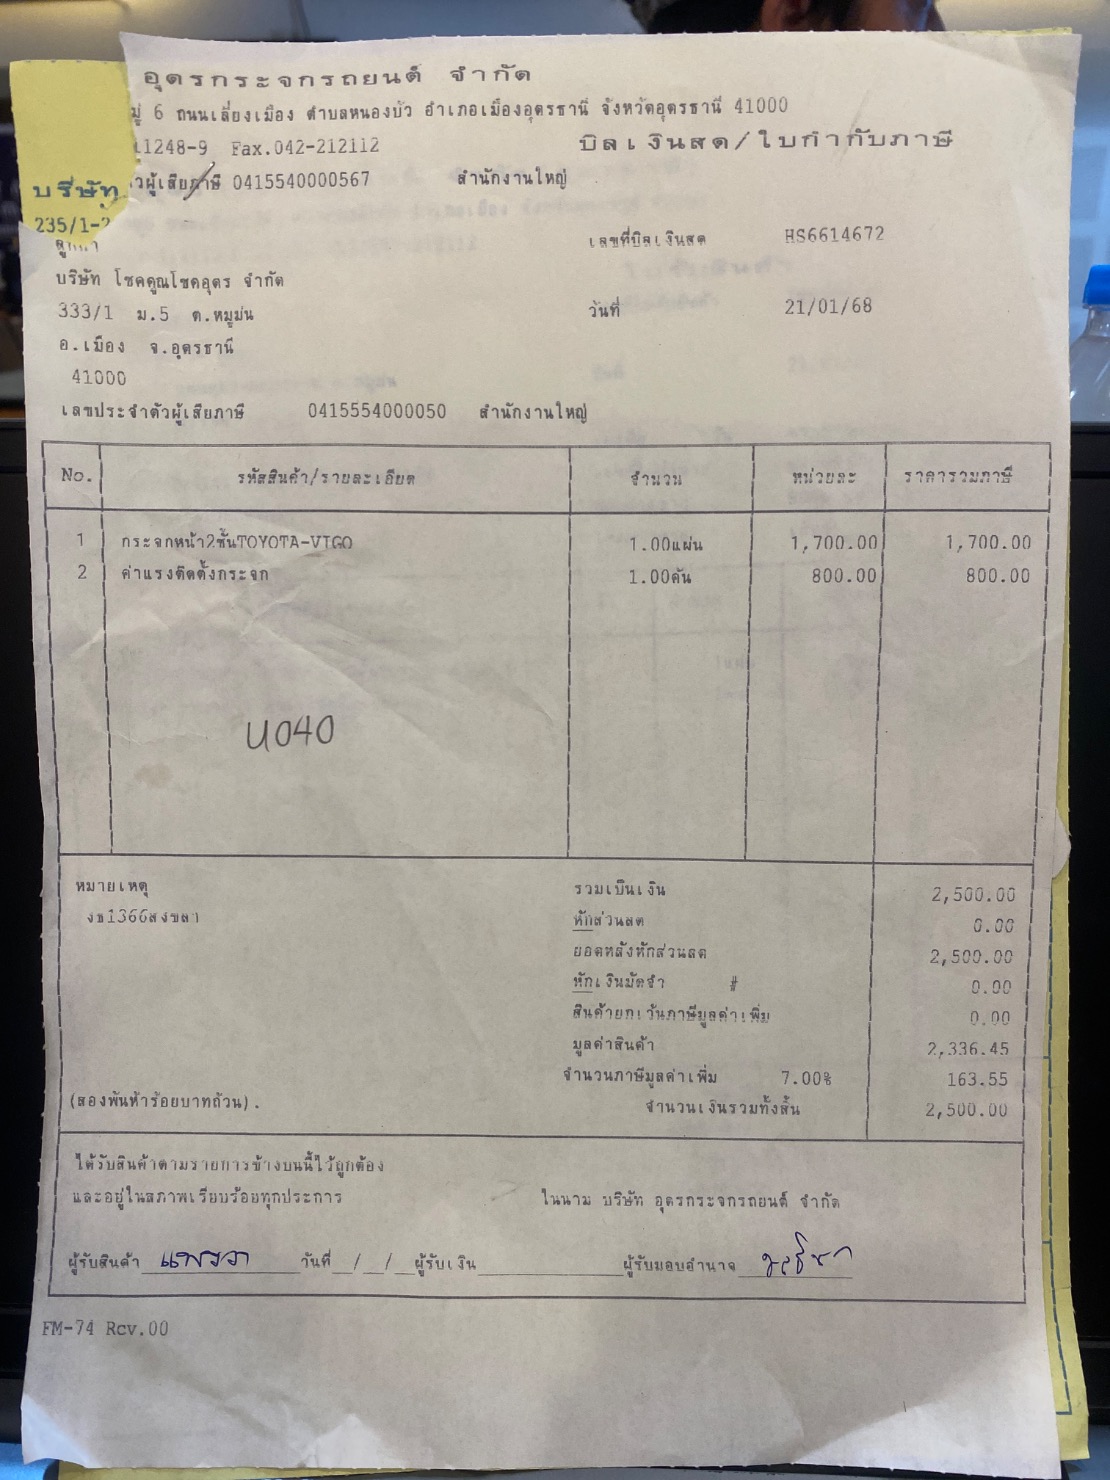 อุดรกระจกรถยนต์ จำกัด
หมู่ 6 ถนนเลี่ยงเมือง ตำบลหนองบัว อำเภอเมืองอุดรธานี จังหวัดอุดรธานี 41000
11248-9 Fax.042-212112
บิลเงินสด/ใบกำกับภาษี
ตัวผู้เสียภาษี 0415540000567 สำนักงานใหญ่
บริษัท
235/1-2
ลูกค้า
เลขที่บิลเงินสด HS6614672
บริษัท โชคคูณโชคอุดร จำกัด
333/1 ม.5 ต.หมูม่น
วันที่ 21/01/68
อ.เมือง จ.อุดรธานี
41000
เลขประจำตัวผู้เสียภาษี 0415554000050 สำนักงานใหญ่
No. รหัสสินค้า/รายละเอียด จำนวน หน่วยละ ราคารวมภาษี
1 กระจกหน้า2ชั้นTOYOTA-VIGO 1.00แผ่น 1,700.00 1,700.00
2 ค่าแรงติดตั้งกระจก 1.00คัน 800.00 800.00
U040
หมายเหตุ
งข1366สงขลา
รวมเป็นเงิน 2,500.00
หักส่วนลด 0.00
ยอดหลังหักส่วนลด 2,500.00
หักเงินมัดจำ # 0.00
สินค้ายกเว้นภาษีมูลค่าเพิ่ม 0.00
มูลค่าสินค้า 2,336.45
จำนวนภาษีมูลค่าเพิ่ม 7.00% 163.55
(สองพันห้าร้อยบาทถ้วน). จำนวนเงินรวมทั้งสิ้น 2,500.00
ได้รับสินค้าตามรายการข้างบนนี้ไว้ถูกต้อง
และอยู่ในสภาพเรียบร้อยทุกประการ ในนาม บริษัท อุดรกระจกรถยนต์ จำกัด
ผู้รับสินค้า แพรวา วันที่ / / ผู้รับเงิน ผู้รับมอบอำนาจ
FM-74 Rev.00